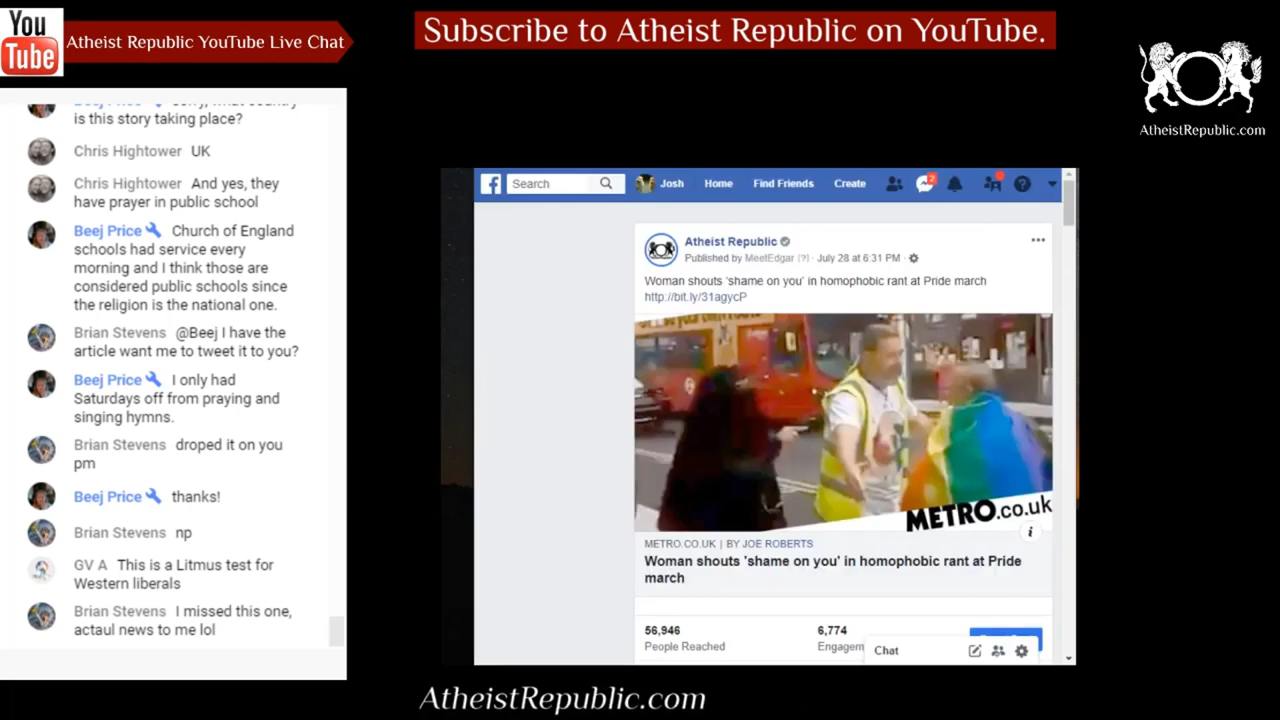 You
Tube
Atheist Republic YouTube Live Chat
Subscribe to Atheist Republic on YouTube.
AtheistRepublic.com
is this story taking place?
Chris Hightower UK
Chris Hightower And yes, they
have prayer in public school
Beej Price Church of England
schools had service every
morning and I think those are
considered public schools since
the religion is the national one.
Brian Stevens @Beej I have the
article want me to tweet it to you?
Beej Price I only had
Saturdays off from praying and
singing hymns.
Brian Stevens droped it on you
pm
Beej Price thanks!
Brian Stevens np
GV A This is a Litmus test for
Western liberals
Brian Stevens I missed this one,
actaul news to me lol
f Search Josh Home Find Friends Create 2
Atheist Republic
Published by MeetEdgar [?] · July 28 at 6:31 PM ·
Woman shouts 'shame on you' in homophobic rant at Pride march
http://bit.ly/31agycP
METRO.co.uk
METRO.CO.UK | BY JOE ROBERTS
Woman shouts 'shame on you' in homophobic rant at Pride
march
56,946 6,774
People Reached Engagem
Chat
AtheistRepublic.com